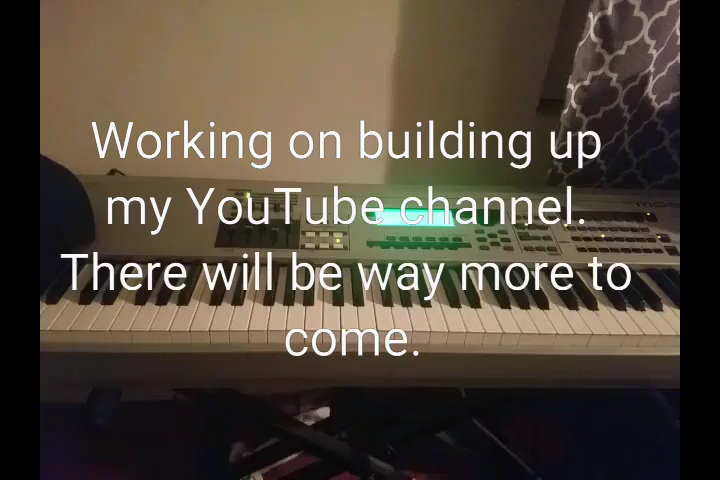 Working on building up
my YouTube channel.
There will be way more to
come.